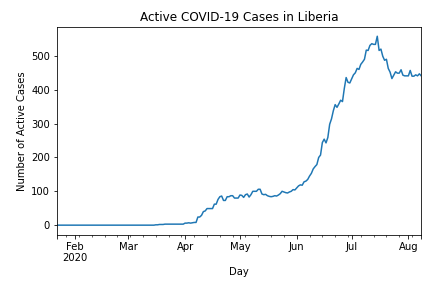 Active COVID-19 Cases in Liberia
Number of Active Cases
500
400
300
200
100
0
Feb Mar Apr May Jun Jul Aug
2020
Day